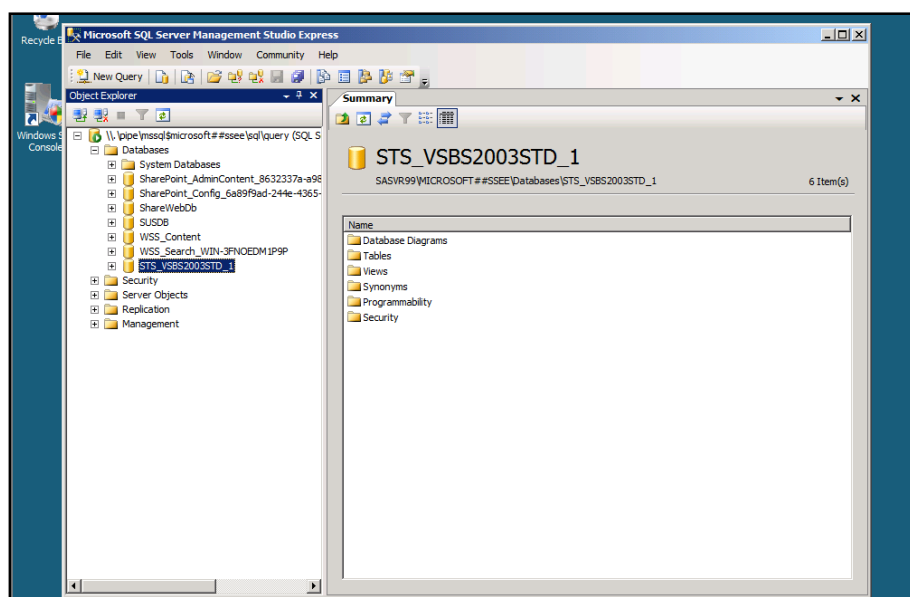 Recycle B
Microsoft SQL Server Management Studio Express
File Edit View Tools Window Community Help
New Query
Object Explorer
Summary
Windows S
Console
\\.\pipe\mssql$microsoft##ssee\sql\query (SQL S
Databases
System Databases
SharePoint_AdminContent_8632337a-a98
SharePoint_Config_6a89f9ad-244e-4365-
ShareWebDb
SUSDB
WSS_Content
WSS_Search_WIN-3FNOEDM1P9P
STS_VSBS2003STD_1
Security
Server Objects
Replication
Management
STS_VSBS2003STD_1
SASVR99\MICROSOFT##SSEE\Databases\STS_VSBS2003STD_1
6 Item(s)
Name
Database Diagrams
Tables
Views
Synonyms
Programmability
Security